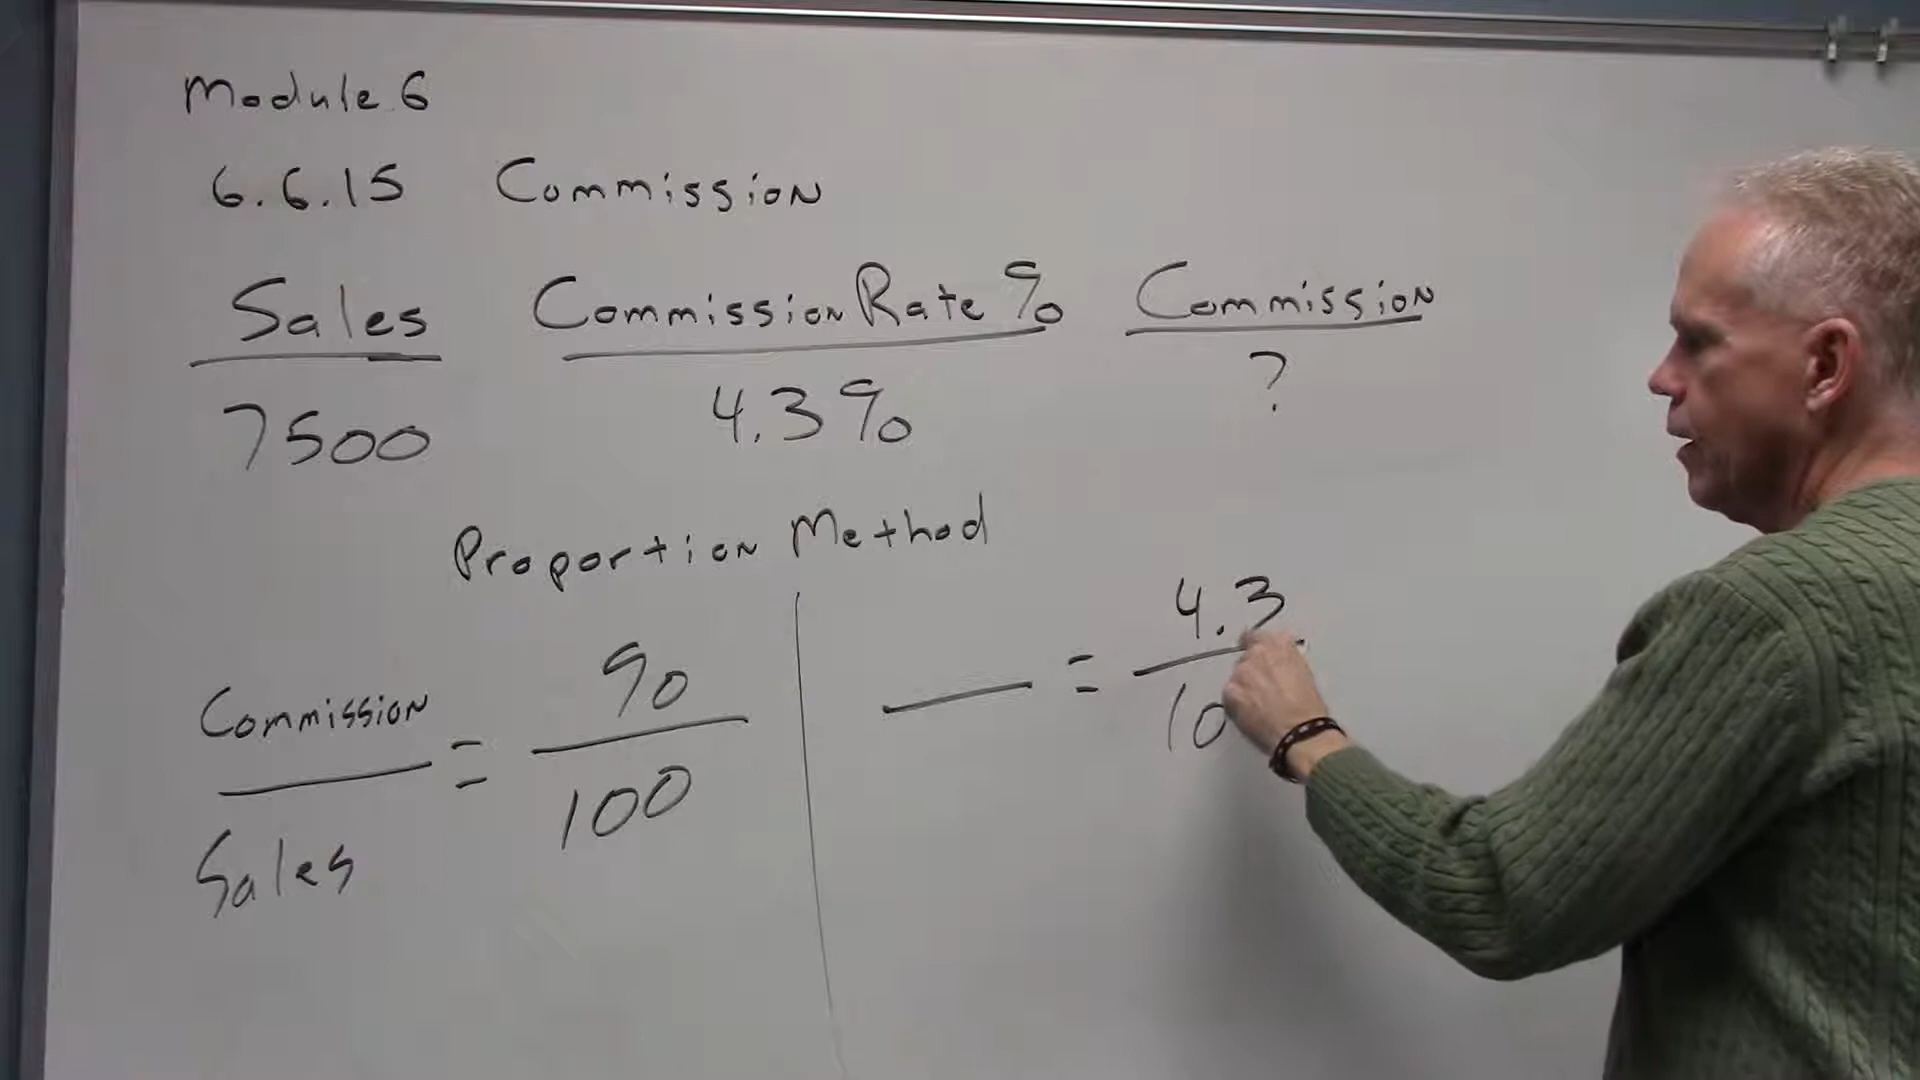 Module 6
6.6.15 Commission
Sales Commission Rate % Commission
7500 4.3% ?
Proportion Method
Commission = % / 100
Sales
= 4.3 / 10